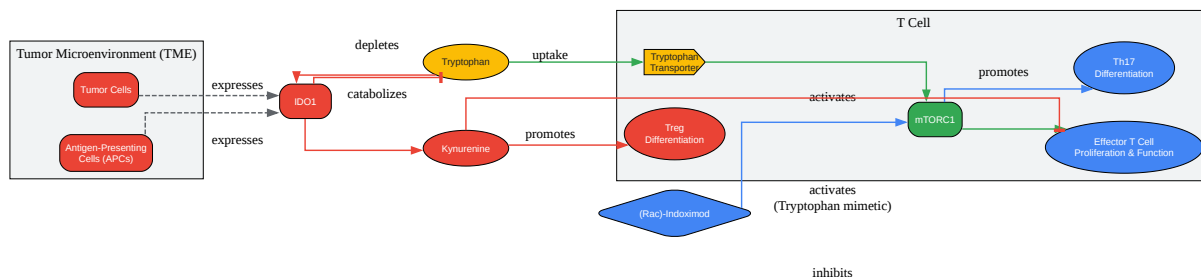 T Cell
Tumor Microenvironment (TME)
Tumor Cells
Antigen-Presenting
Cells (APCs)
expresses
expresses
IDO1
depletes
catabolizes
Tryptophan
Kynurenine
uptake
promotes
Tryptophan
Transporter
Treg
Differentiation
(Rac)-Indoximod
activates
activates
(Tryptophan mimetic)
inhibits
mTORC1
promotes
Th17
Differentiation
Effector T Cell
Proliferation & Function